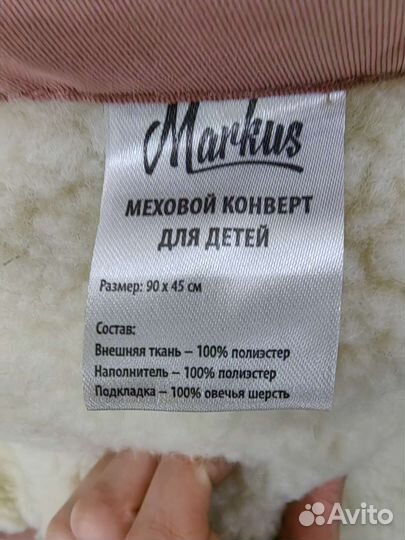 Markus
МЕХОВОЙ КОНВЕРТ
ДЛЯ ДЕТЕЙ
Размер: 90 x 45 см
Состав:
Внешняя ткань – 100% полиэстер
Наполнитель – 100% полиэстер
Подкладка – 100% овечья шерсть
Avito